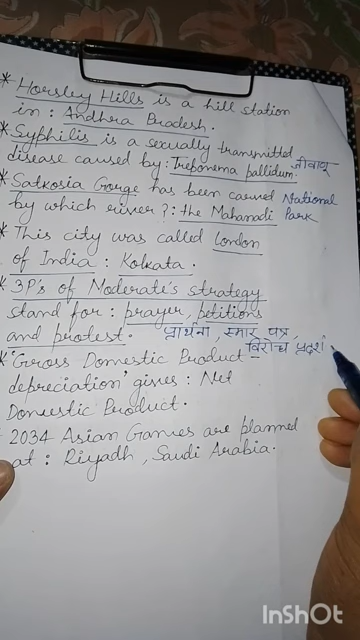 * Horsley Hills is a hill station
in : Andhra Pradesh.
* Syphilis is a sexually transmitted
disease caused by : Treponema pallidum. जीवाणु
* Satkosia Gorge has been carved National
by which river? : the Mahanadi Park
* This city was called London
of India : Kolkata.
* 3P's of Moderate's strategy
stand for : prayer, petitions
and protest. प्रार्थना, स्मार पत्र,
विरोध प्रदर्श
* 'Gross Domestic Product -
depreciation' gives : Net
Domestic Product.
2034 Asian Games are planned
at : Riyadh, Saudi Arabia.
InShOt